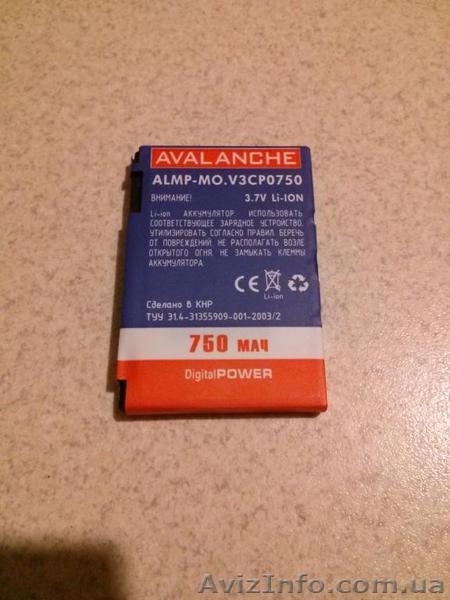 AVALANCHE
ALMP-MO.V3CP0750
ВНИМАНИЕ! 3.7V Li-ION
Li-ion АККУМУЛЯТОР. ИСПОЛЬЗОВАТЬ
СООТВЕТСТВУЮЩЕЕ ЗАРЯДНОЕ УСТРОЙСТВО.
УТИЛИЗИРОВАТЬ СОГЛАСНО ПРАВИЛ. БЕРЕЧЬ
ОТ ПОВРЕЖДЕНИЙ, НЕ РАСПОЛАГАТЬ ВОЗЛЕ
ОТКРЫТОГО ОГНЯ, НЕ ЗАМЫКАТЬ КЛЕММЫ
АККУМУЛЯТОРА.
CE
Li-ion
Сделано в КНР
ТУУ 31.4-31355909-001-2003/2
750 МАЧ
DigitalPOWER
AvizInfo.com.ua